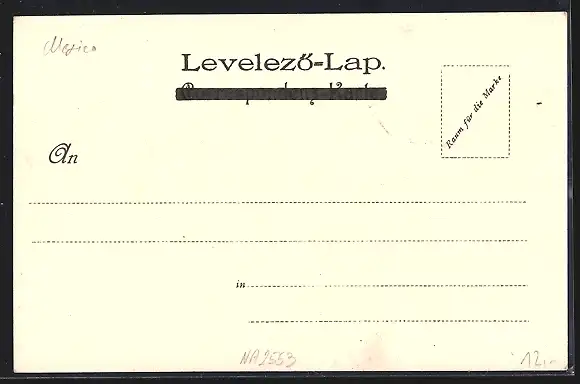 Mexico
Levelező-Lap.
Correspondenz-Karte
Raum für die Marke
An
in
NA2553
12,-